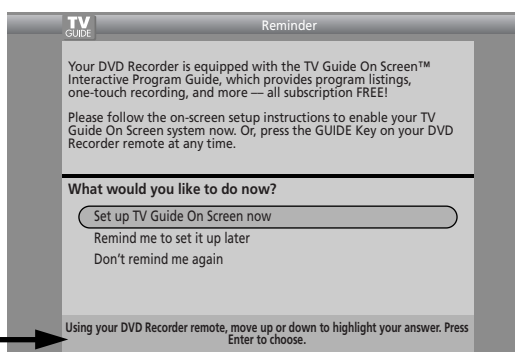 TV
GUIDE
Reminder
Your DVD Recorder is equipped with the TV Guide On Screen™
Interactive Program Guide, which provides program listings,
one-touch recording, and more — all subscription FREE!
Please follow the on-screen setup instructions to enable your TV
Guide On Screen system now. Or, press the GUIDE Key on your DVD
Recorder remote at any time.
What would you like to do now?
Set up TV Guide On Screen now
Remind me to set it up later
Don't remind me again
Using your DVD Recorder remote, move up or down to highlight your answer. Press
Enter to choose.